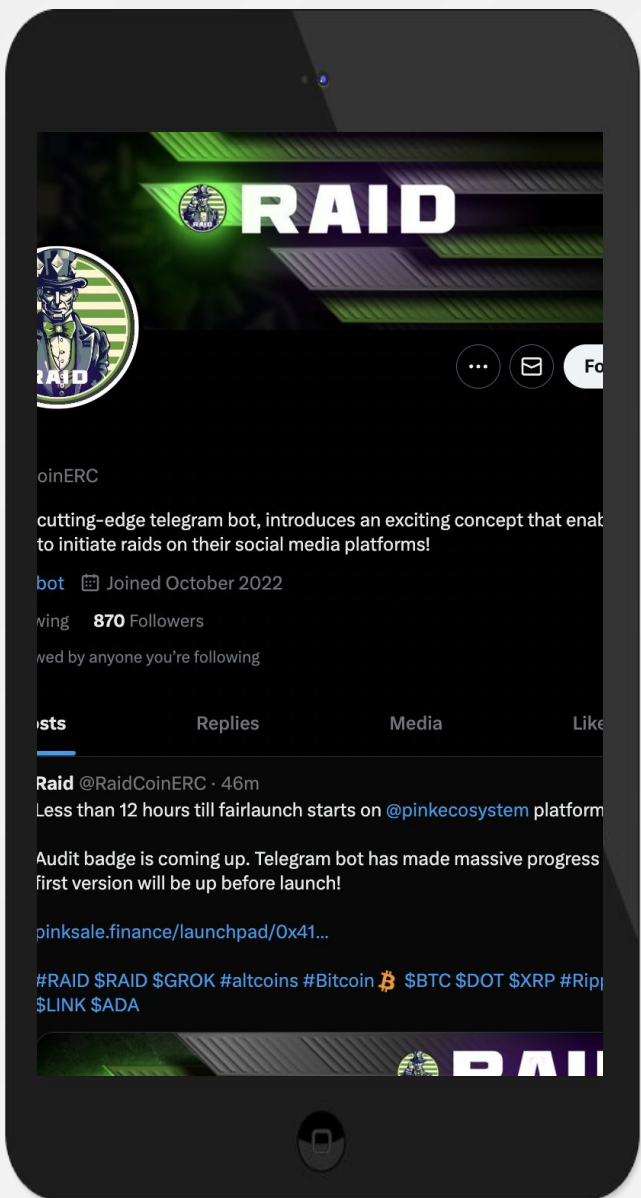 RAID
RAID
RAID
oinERC
cutting-edge telegram bot, introduces an exciting concept that enab
to initiate raids on their social media platforms!
bot Joined October 2022
wing 870 Followers
wed by anyone you're following
Fo
osts Replies Media Like
Raid @RaidCoinERC · 46m
Less than 12 hours till fairlaunch starts on @pinkecosystem platform
Audit badge is coming up. Telegram bot has made massive progress
first version will be up before launch!
pinksale.finance/launchpad/0x41...
#RAID $RAID $GROK #altcoins #Bitcoin $BTC $DOT $XRP #Ripp
$LINK $ADA
RAI